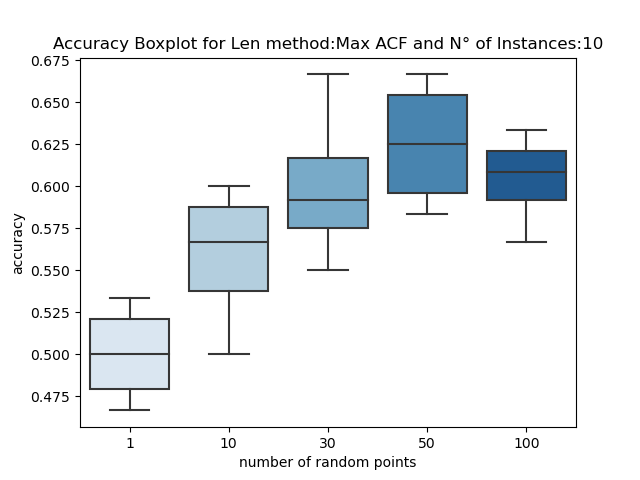 Accuracy Boxplot for Len method:Max ACF and N° of Instances:10
0.675
0.650
0.625
0.600
0.575
0.550
0.525
0.500
0.475
accuracy
1 10 30 50 100
number of random points